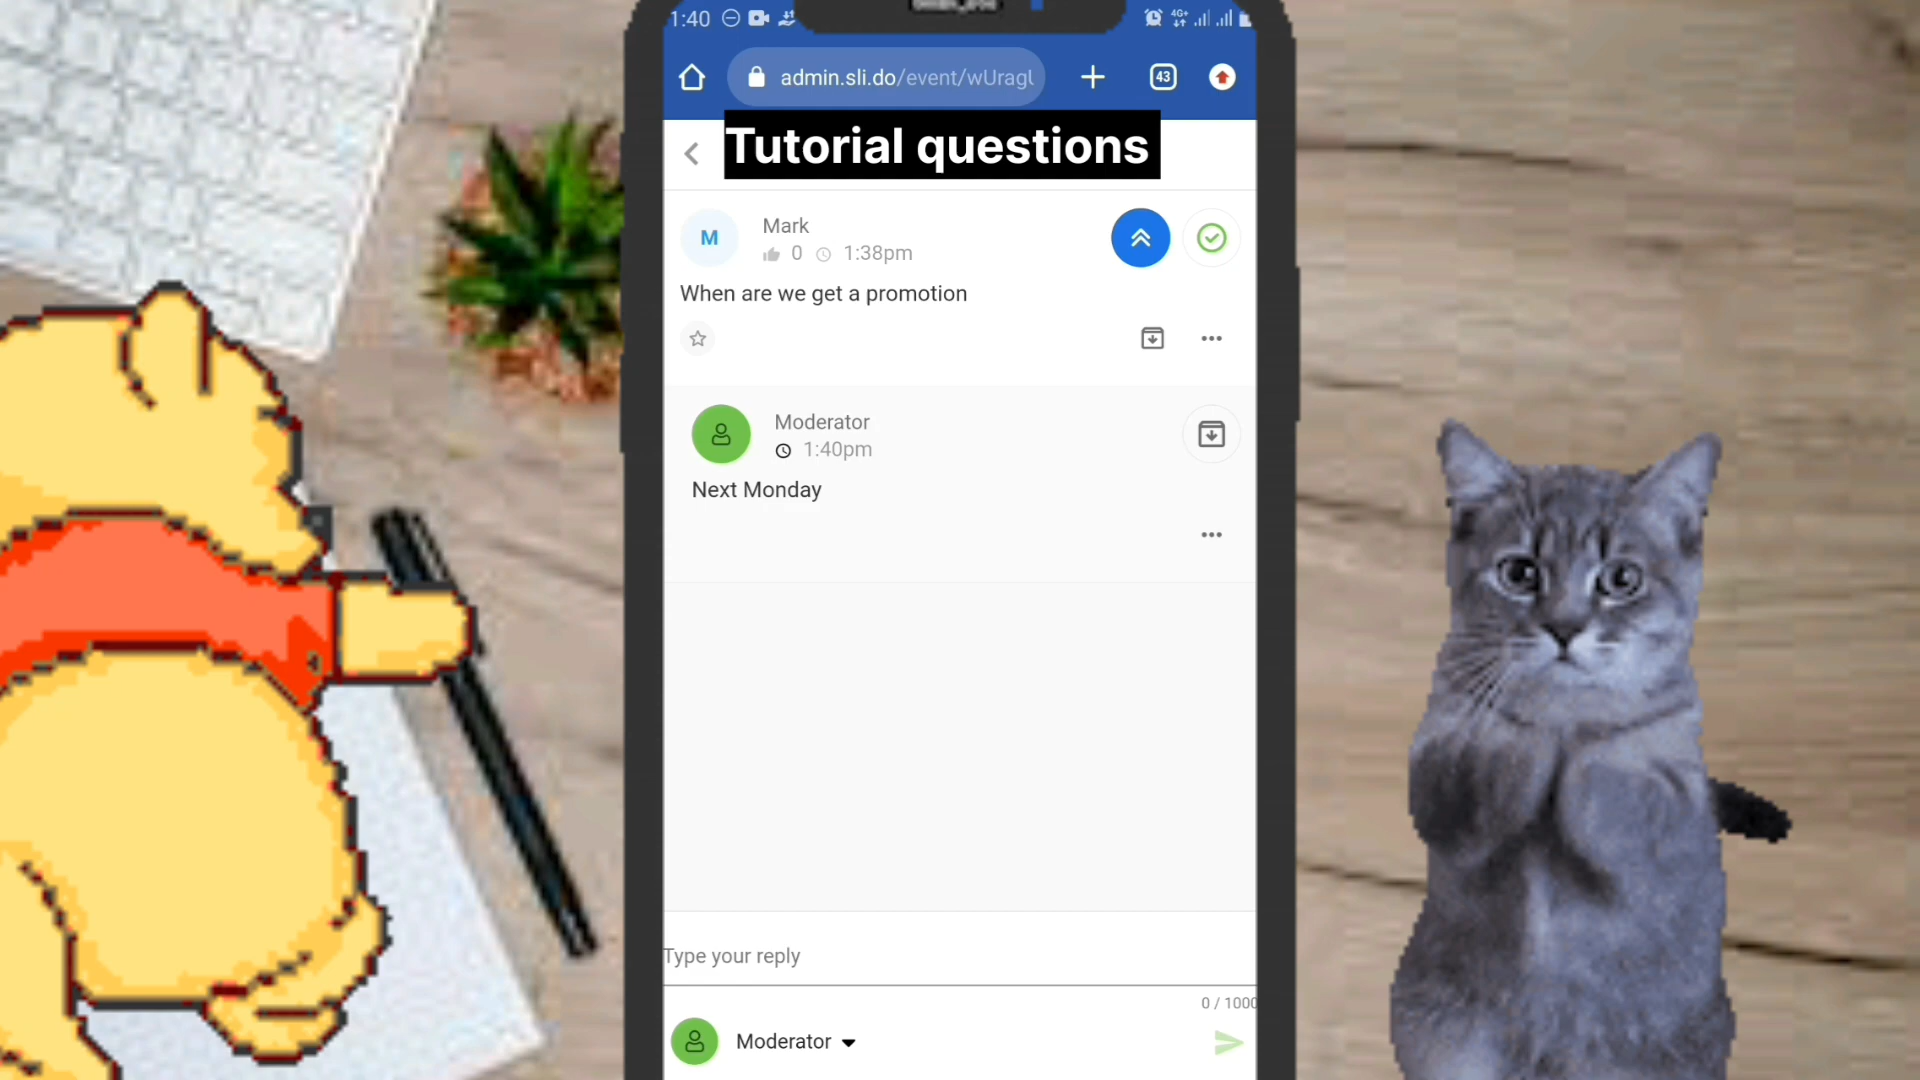 1:40
4G+
admin.sli.do/event/wUragl
43
Tutorial questions
M
Mark
0 1:38pm
When are we get a promotion
Moderator
1:40pm
Next Monday
Type your reply
0 / 1000
Moderator